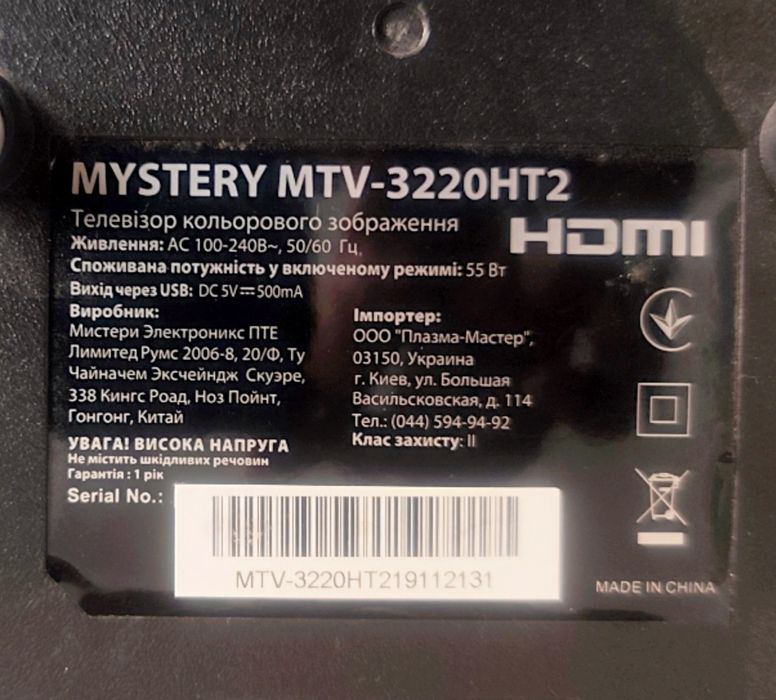 MYSTERY MTV-3220HT2
Телевізор кольорового зображення
HDMI
Живлення: AC 100-240В~, 50/60 Гц.
Споживана потужність у включеному режимі: 55 Вт
Вихід через USB: DC 5V⎓500mA
Виробник:
Мистери Электроникс ПТЕ
Лимитед Румс 2006-8, 20/Ф, Ту
Чайначем Эксчейндж Скуэре,
338 Кингс Роад, Ноз Пойнт,
Гонгонг, Китай
Імпортер:
ООО "Плазма-Мастер",
03150, Украина
г. Киев, ул. Большая
Васильсковская, д. 114
Тел.: (044) 594-94-92
Клас захисту: II
УВАГА! ВИСОКА НАПРУГА
Не містить шкідливих речовин
Гарантія : 1 рік
Serial No.:
MTV-3220HT219112131
MADE IN CHINA